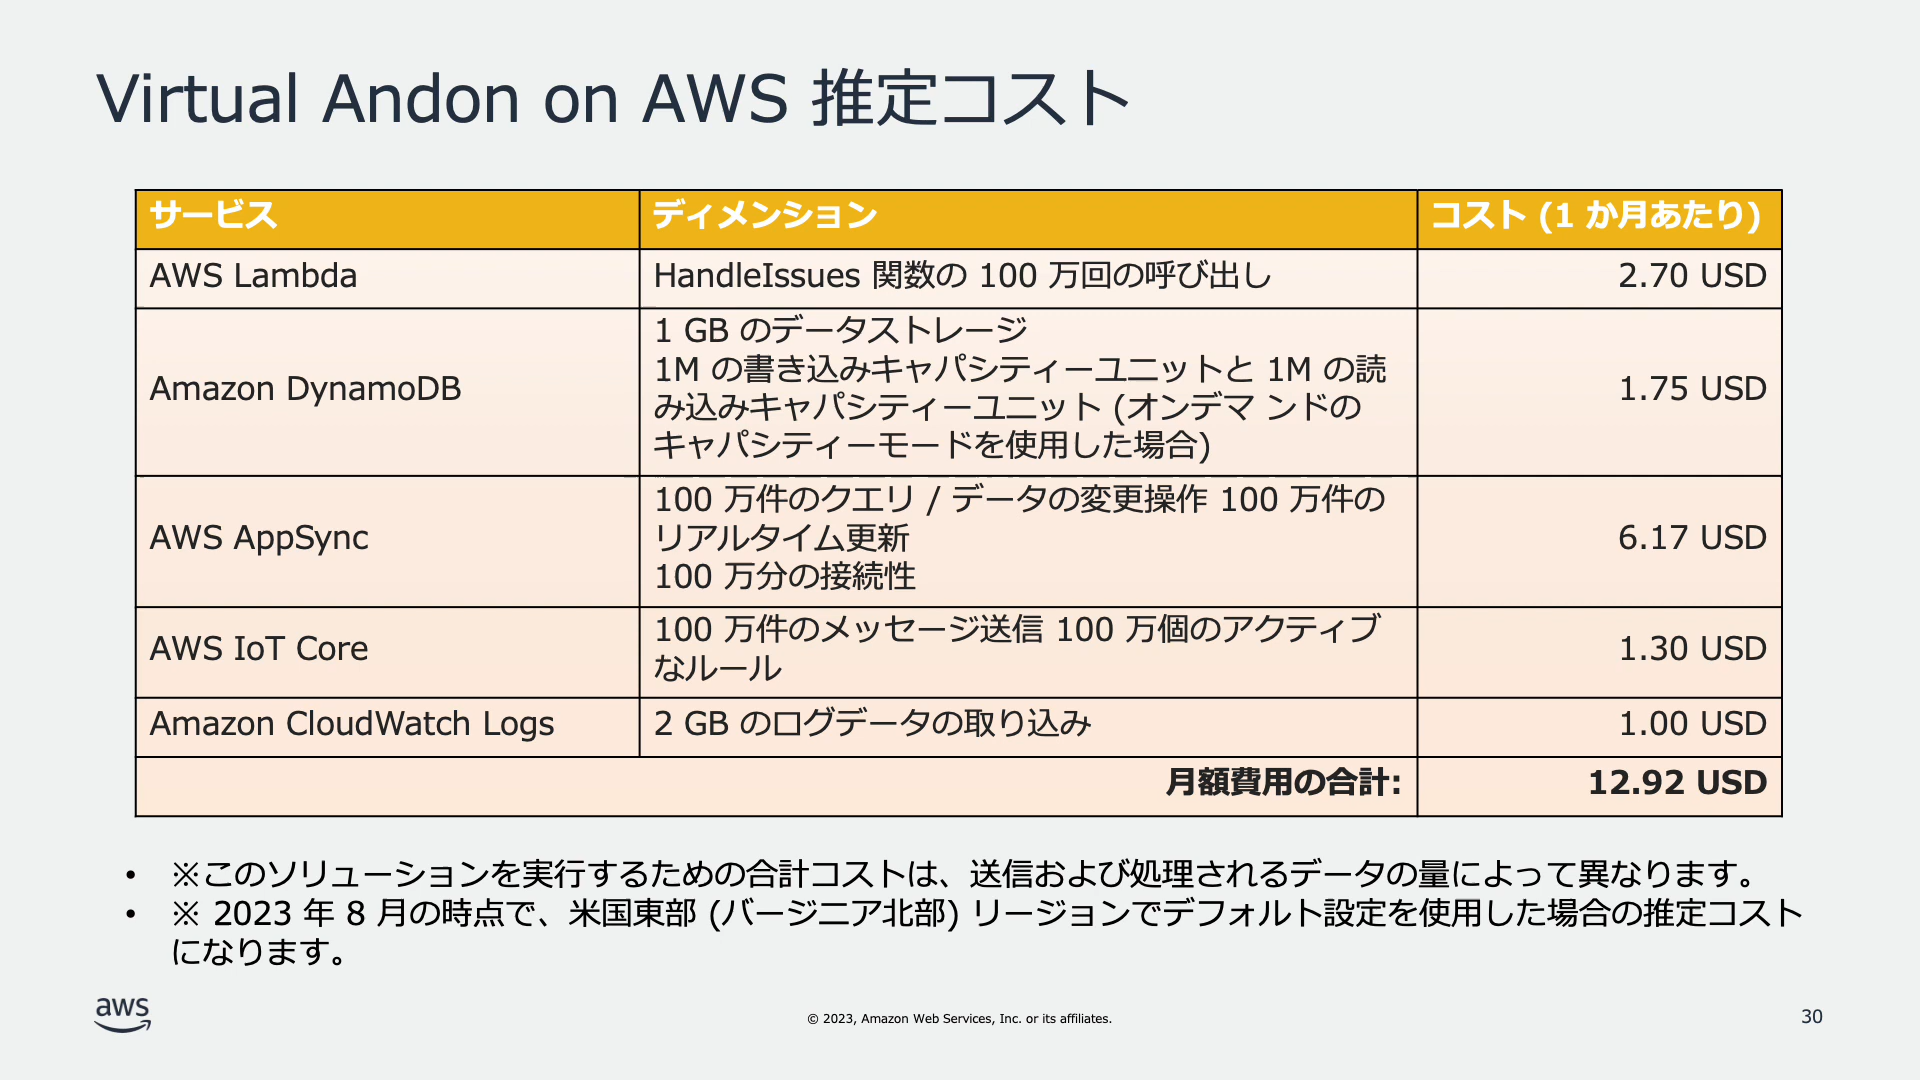 Virtual Andon on AWS 推定コスト
サービス
ディメンション
コスト (1 か月あたり)
AWS Lambda
HandleIssues 関数の 100 万回の呼び出し
2.70 USD
Amazon DynamoDB
1 GB のデータストレージ
1M の書き込みキャパシティーユニットと 1M の読
み込みキャパシティーユニット (オンデマ ンドの
キャパシティーモードを使用した場合)
1.75 USD
AWS AppSync
100 万件のクエリ / データの変更操作 100 万件の
リアルタイム更新
100 万分の接続性
6.17 USD
AWS IoT Core
100 万件のメッセージ送信 100 万個のアクティブ
なルール
1.30 USD
Amazon CloudWatch Logs
2 GB のログデータの取り込み
1.00 USD
月額費用の合計:
12.92 USD
• ※このソリューションを実行するための合計コストは、送信および処理されるデータの量によって異なります。
• ※ 2023 年 8 月の時点で、米国東部 (バージニア北部) リージョンでデフォルト設定を使用した場合の推定コスト
になります。
aws
© 2023, Amazon Web Services, Inc. or its affiliates.
30